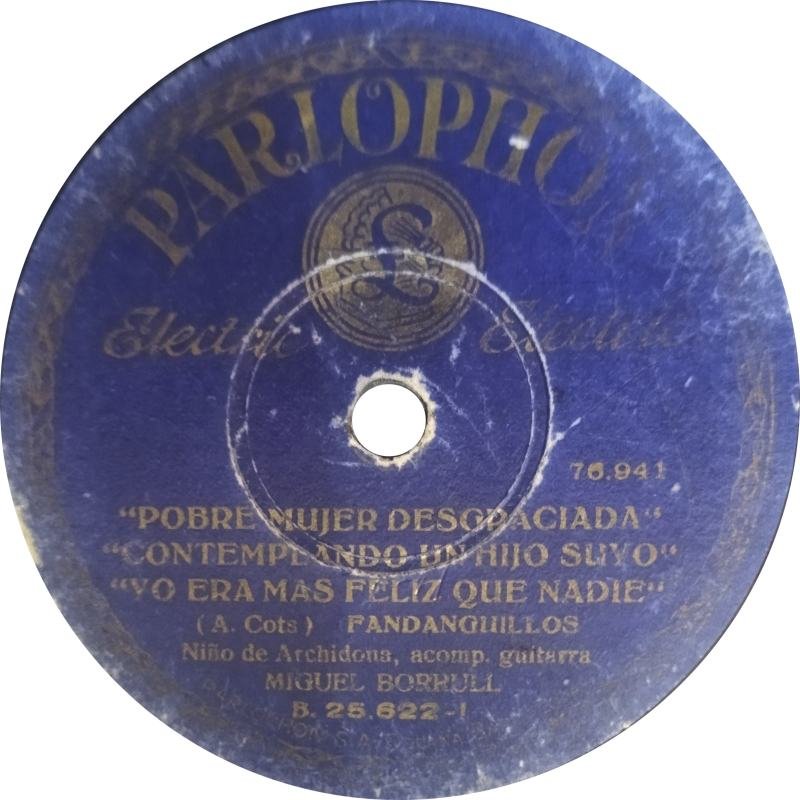 PARLOPHON
£
Electric Electric
76.941
"POBRE MUJER DESGRACIADA"
"CONTEMPLANDO UN HIJO SUYO"
"YO ERA MAS FELIZ QUE NADIE"
(A. Cots) FANDANGUILLOS
Niño de Archidona, acomp. guitarra
MIGUEL BORRULL
B. 25.622-I